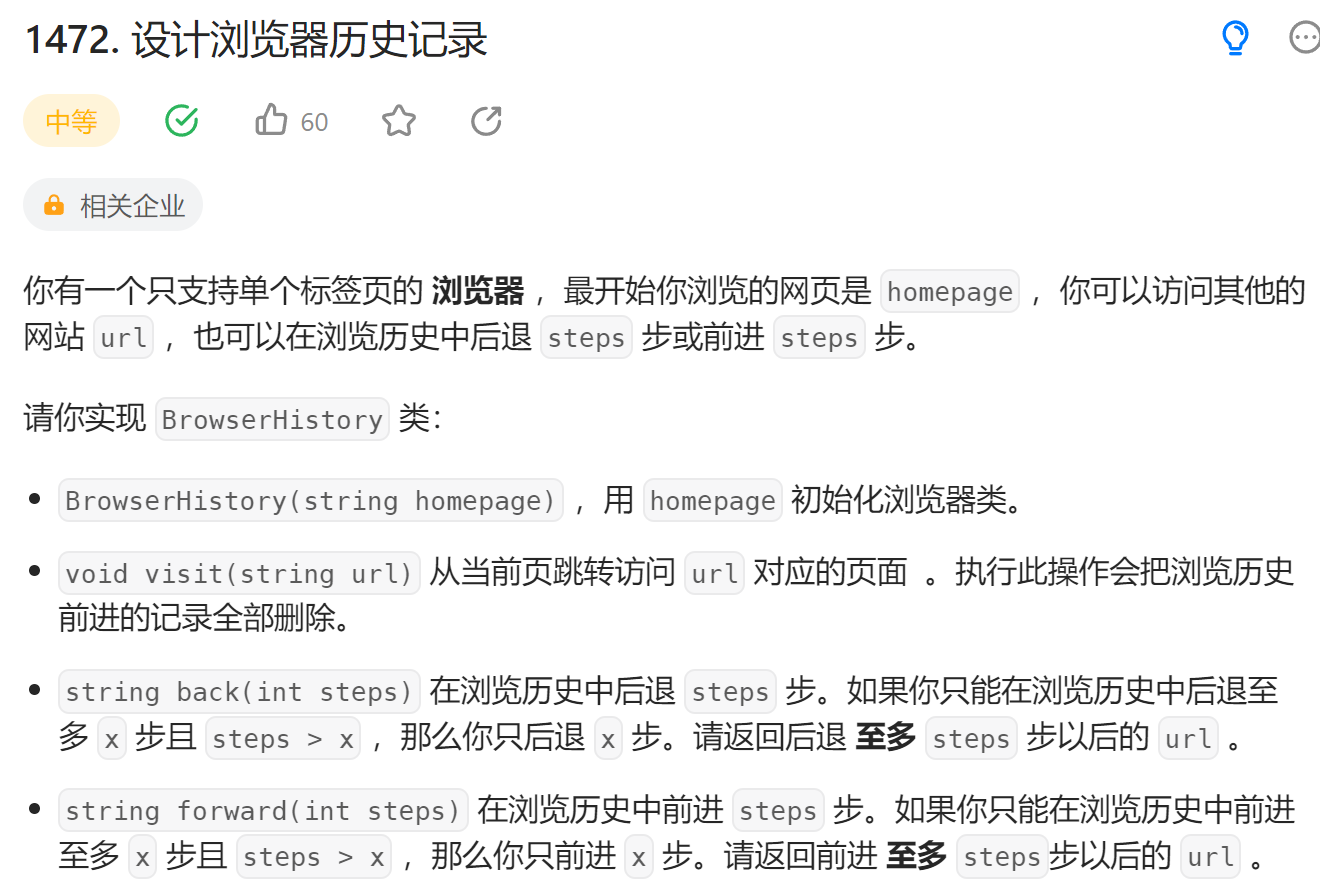 1472. 设计浏览器历史记录
中等
60
相关企业
你有一个只支持单个标签页的 浏览器 ，最开始你浏览的网页是 homepage ，你可以访问其他的
网站 url ，也可以在浏览历史中后退 steps 步或前进 steps 步。
请你实现 BrowserHistory 类：
BrowserHistory(string homepage) ，用 homepage 初始化浏览器类。
void visit(string url) 从当前页跳转访问 url 对应的页面 。执行此操作会把浏览历史
前进的记录全部删除。
string back(int steps) 在浏览历史中后退 steps 步。如果你只能在浏览历史中后退至
多 x 步且 steps > x ，那么你只后退 x 步。请返回后退 至多 steps 步以后的 url 。
string forward(int steps) 在浏览历史中前进 steps 步。如果你只能在浏览历史中前进
至多 x 步且 steps > x ，那么你只前进 x 步。请返回前进 至多 steps步以后的 url 。